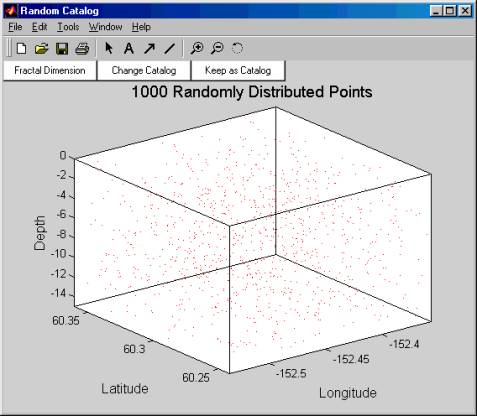 Random Catalog
File Edit Tools Window Help
Fractal Dimension Change Catalog Keep as Catalog
1000 Randomly Distributed Points
0
-2
-4
-6
-8
-10
-12
-14
Depth
60.35
60.3
60.25
Latitude
-152.5
-152.45
-152.4
Longitude